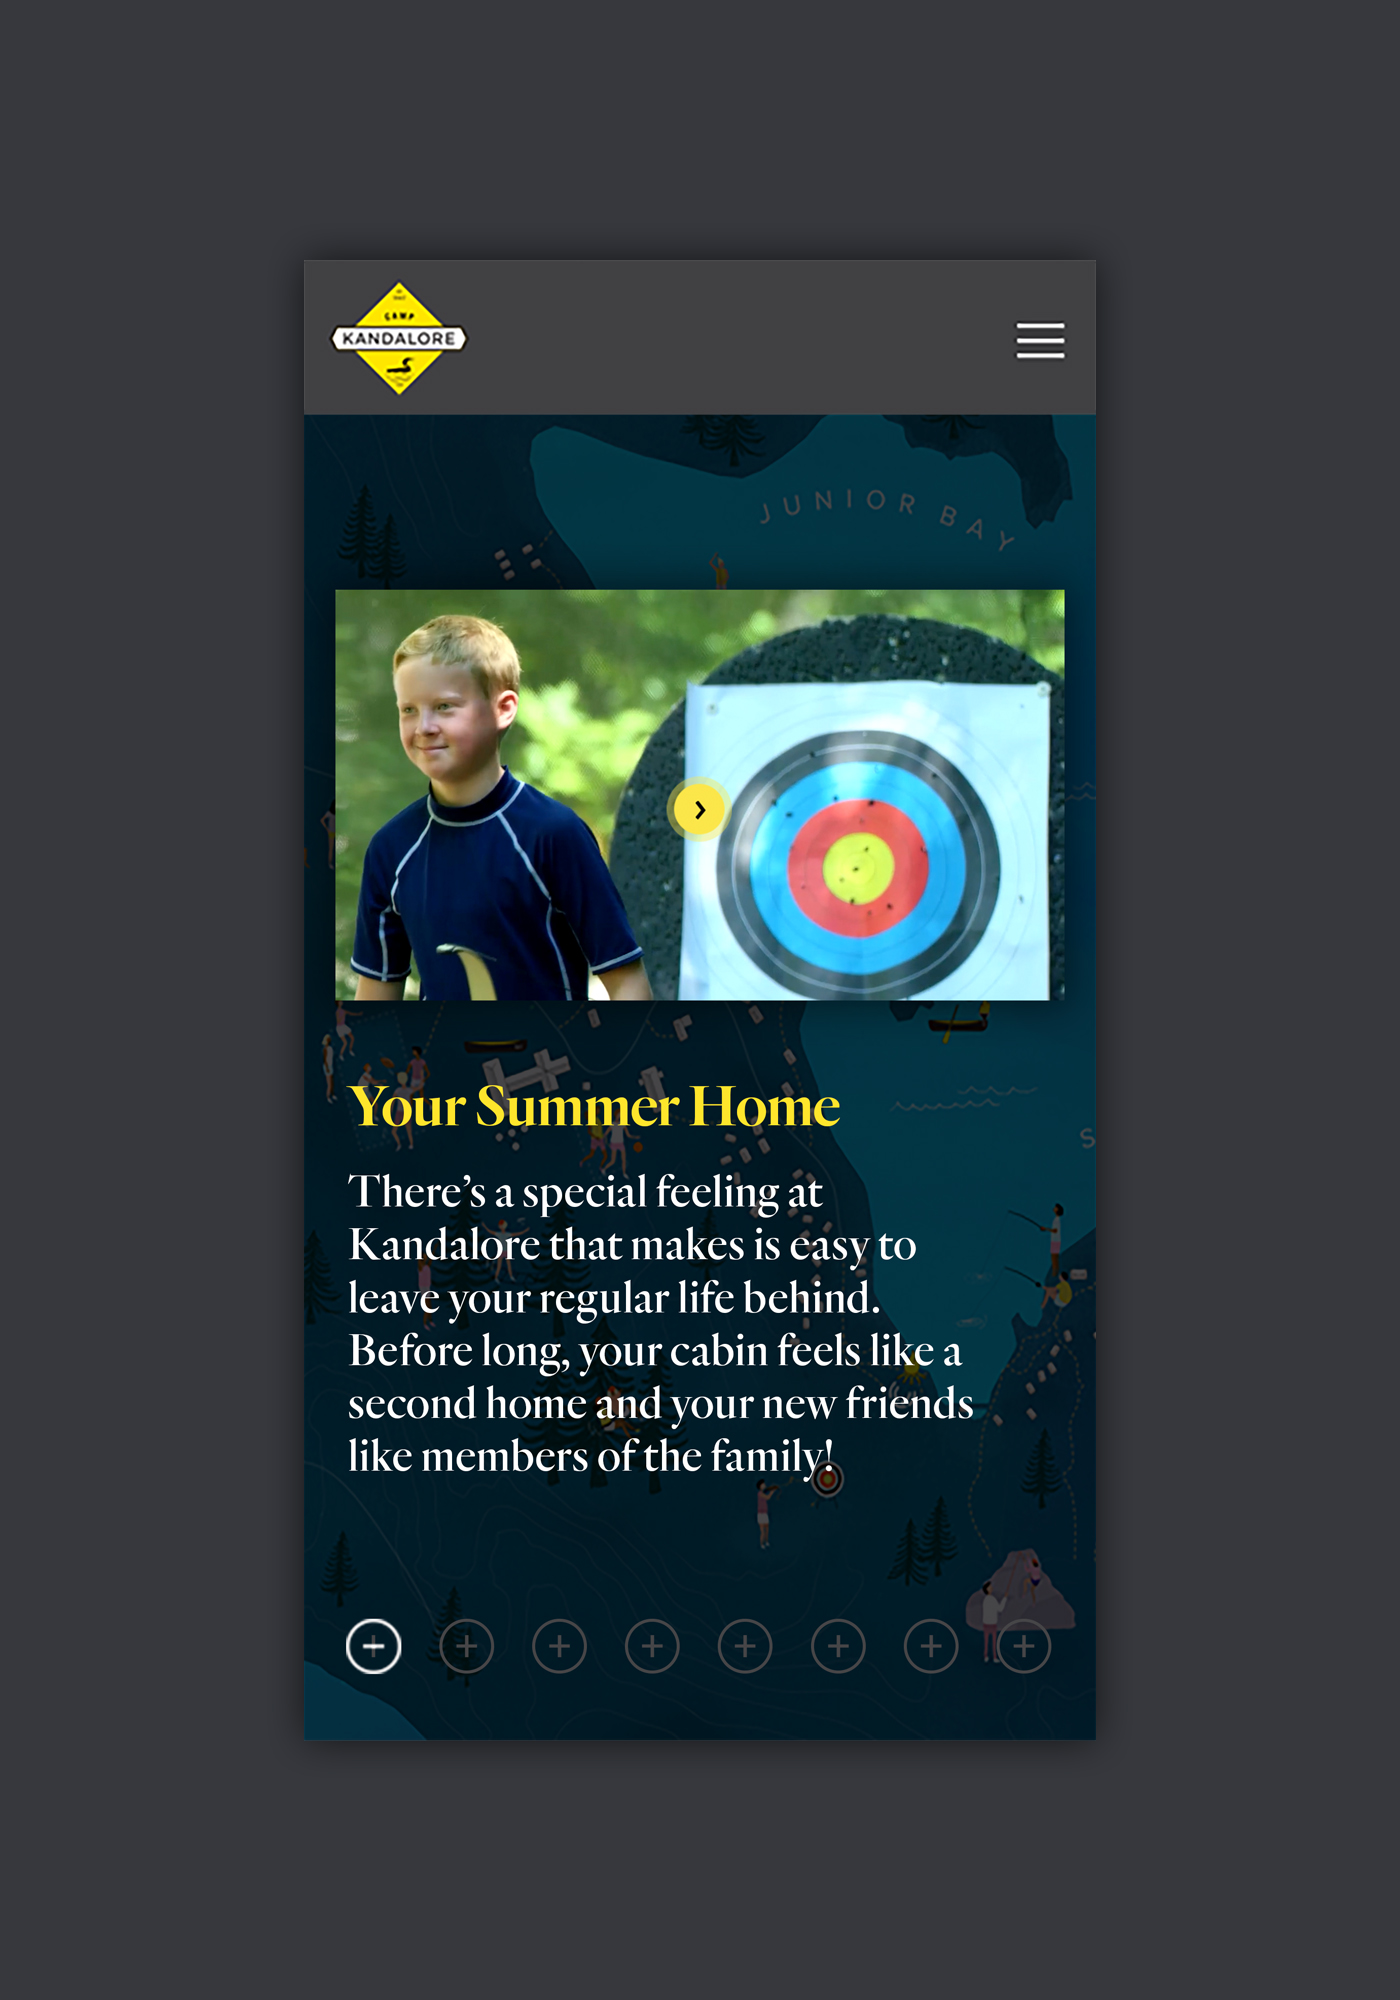 CAMP
KANDALORE
JUNIOR BAY
Your Summer Home
There’s a special feeling at
Kandalore that makes is easy to
leave your regular life behind.
Before long, your cabin feels like a
second home and your new friends
like members of the family!